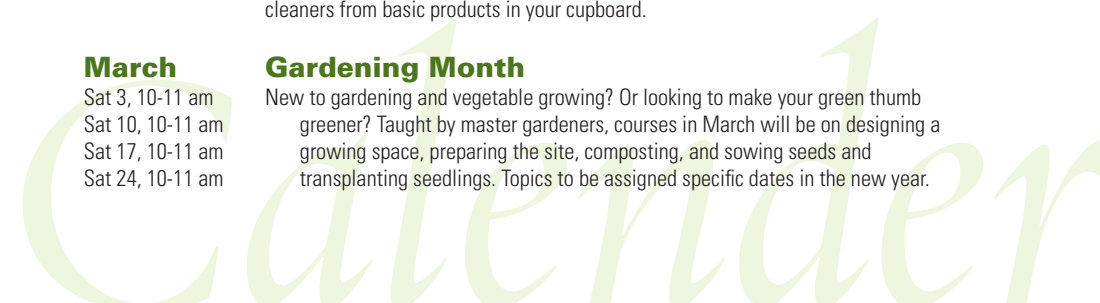 cleaners from basic products in your cupboard.
March
Gardening Month
Sat 3, 10-11 am
Sat 10, 10-11 am
Sat 17, 10-11 am
Sat 24, 10-11 am
New to gardening and vegetable growing? Or looking to make your green thumb
greener? Taught by master gardeners, courses in March will be on designing a
growing space, preparing the site, composting, and sowing seeds and
transplanting seedlings. Topics to be assigned specific dates in the new year.
Calender